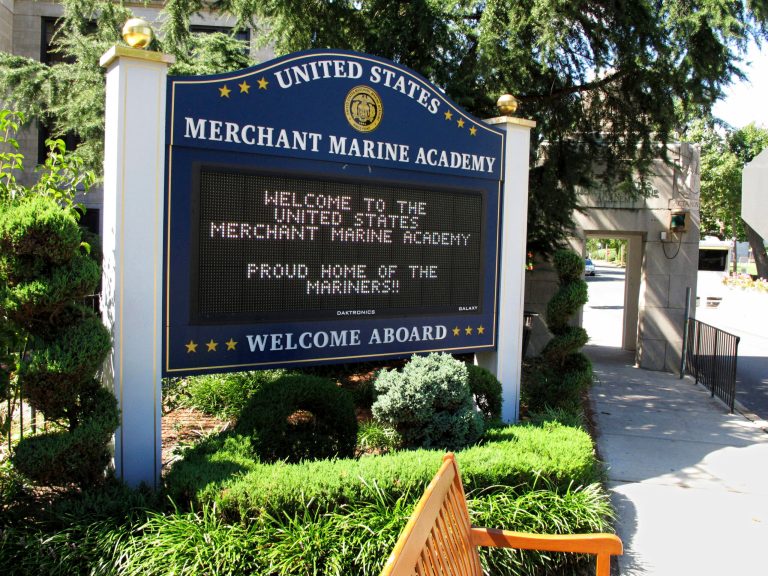 UNITED STATES
MERCHANT MARINE ACADEMY
WELCOME TO THE
UNITED STATES
MERCHANT MARINE ACADEMY
PROUD HOME OF THE
MARINERS!!
DAKTRONICS GALAXY
WELCOME ABOARD